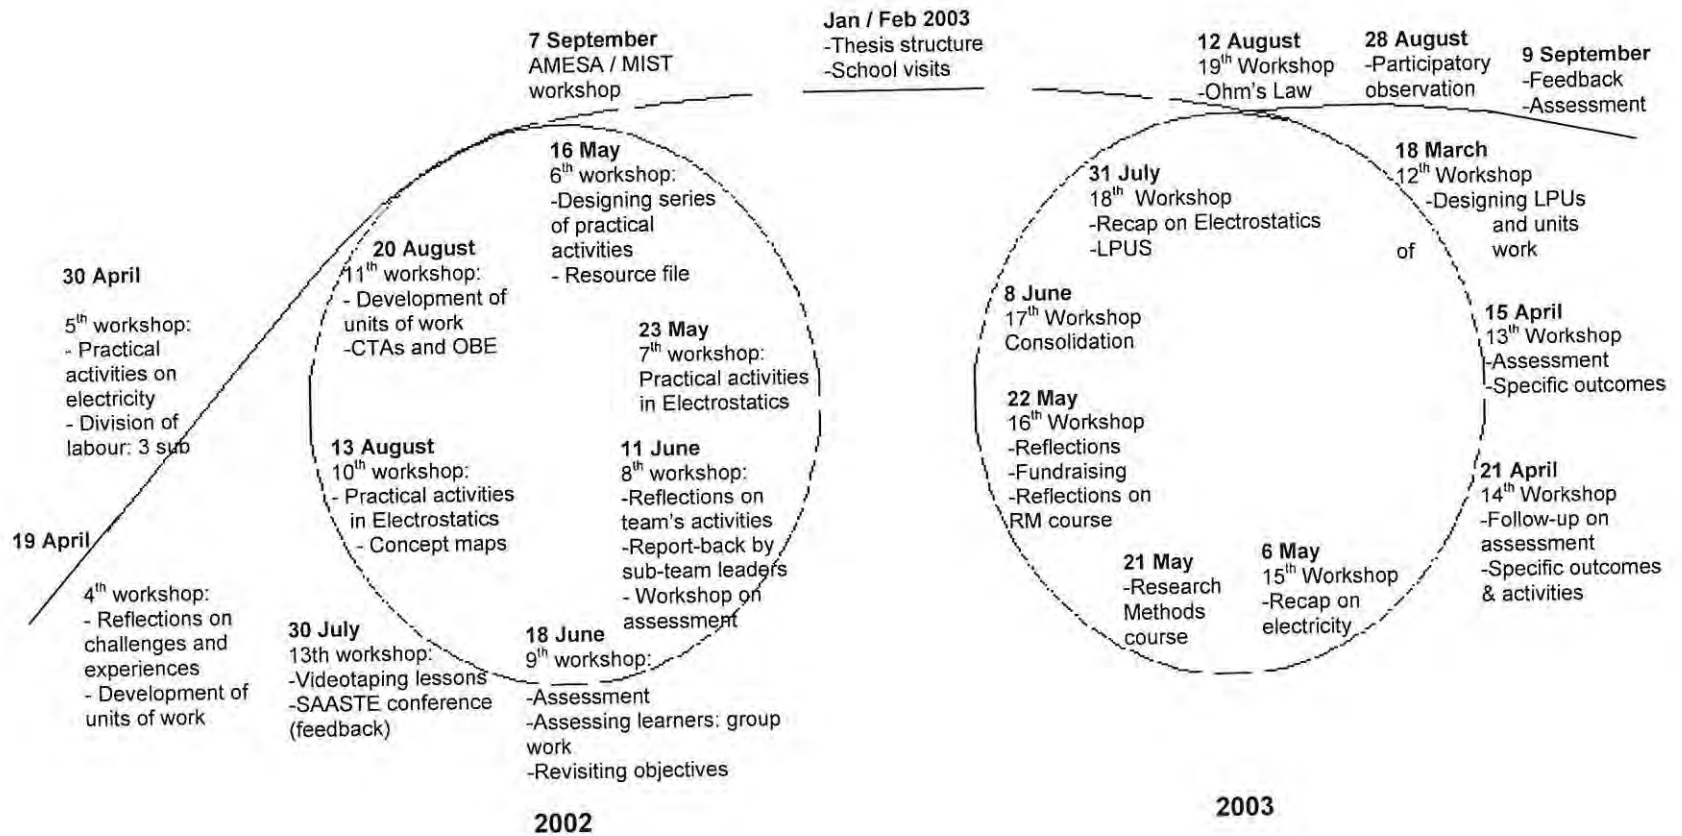 7 September
AMESA / MIST
workshop
Jan / Feb 2003
-Thesis structure
-School visits
12 August
19th Workshop
-Ohm's Law
28 August
-Participatory
observation
9 September
-Feedback
-Assessment
16 May
6th workshop:
-Designing series
of practical
activities
- Resource file
20 August
11th workshop:
- Development of
units of work
-CTAs and OBE
30 April
5th workshop:
- Practical
activities on
electricity
- Division of
labour: 3 sub
23 May
7th workshop:
Practical activities
in Electrostatics
13 August
10th workshop:
- Practical activities
in Electrostatics
- Concept maps
11 June
8th workshop:
-Reflections on
team's activities
-Report-back by
sub-team leaders
- Workshop on
assessment
19 April
4th workshop:
- Reflections on
challenges and
experiences
- Development of
units of work
30 July
13th workshop:
-Videotaping lessons
-SAASTE conference
(feedback)
18 June
9th workshop:
-Assessment
-Assessing learners: group
work
-Revisiting objectives
2002
31 July
18th Workshop
-Recap on Electrostatics
-LPUS
18 March
12th Workshop
-Designing LPUs
and units
of work
8 June
17th Workshop
Consolidation
15 April
13th Workshop
-Assessment
-Specific outcomes
22 May
16th Workshop
-Reflections
-Fundraising
-Reflections on
RM course
21 April
14th Workshop
-Follow-up on
assessment
-Specific outcomes
& activities
21 May
-Research
Methods
course
6 May
15th Workshop
-Recap on
electricity
2003